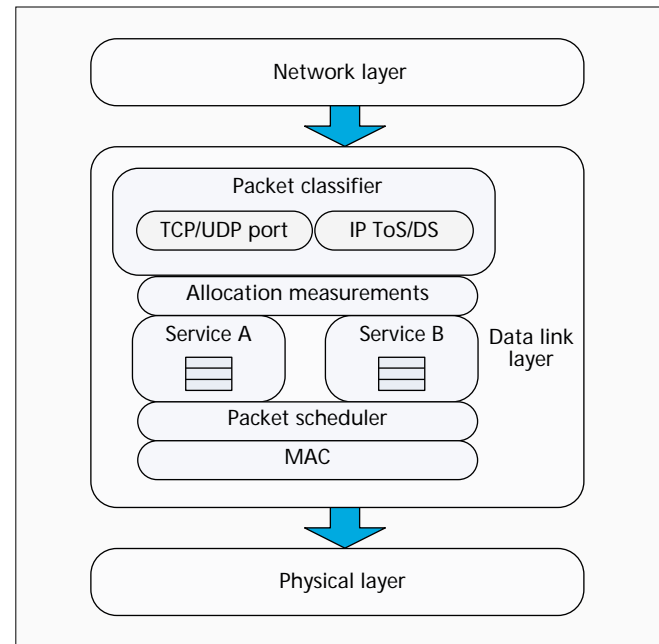 Network layer
Packet classifier
TCP/UDP port
IP ToS/DS
Allocation measurements
Service A
Service B
Data link
layer
Packet scheduler
MAC
Physical layer